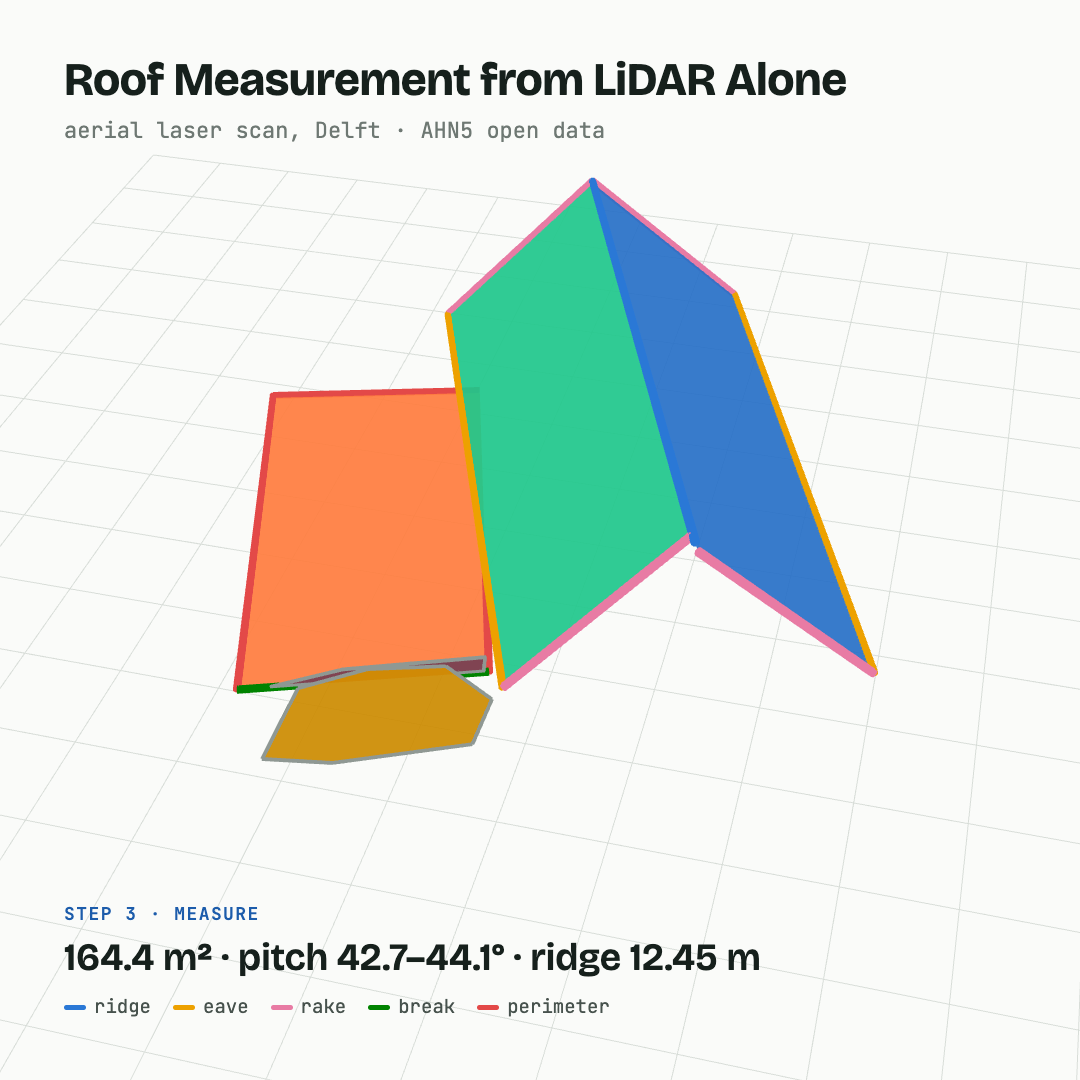 Roof Measurement from LiDAR Alone
aerial laser scan, Delft · AHN5 open data
STEP 3 · MEASURE
164.4 m² · pitch 42.7–44.1° · ridge 12.45 m
ridge eave rake break perimeter